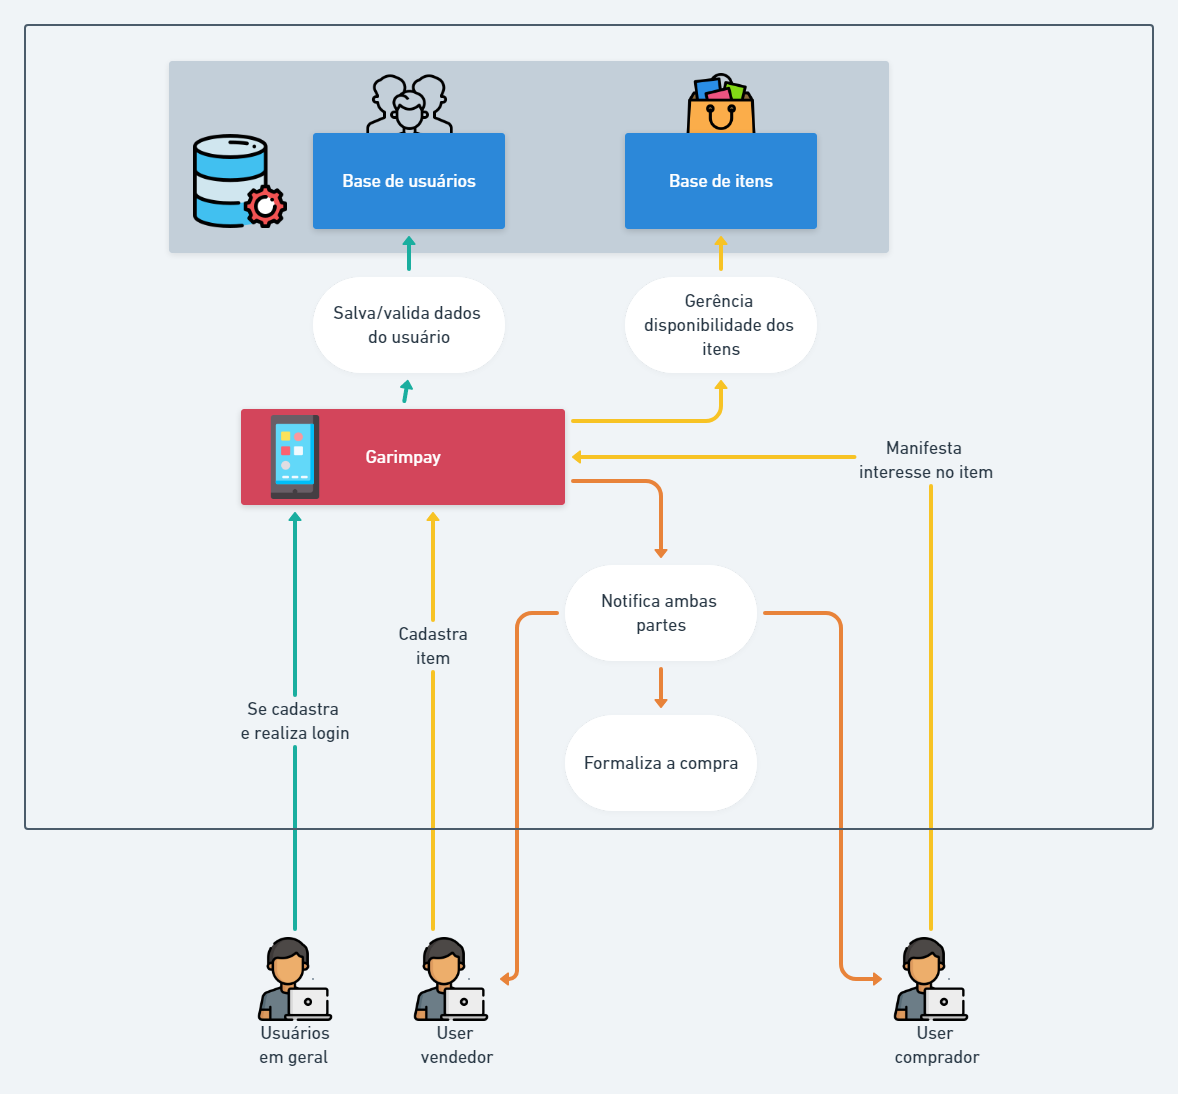 Base de usuários
Base de itens
Salva/valida dados
do usuário
Gerência
disponibilidade dos
itens
Garimpay
Manifesta
interesse no item
Notifica ambas
partes
Cadastra
item
Se cadastra
e realiza login
Formaliza a compra
Usuários
em geral
User
vendedor
User
comprador